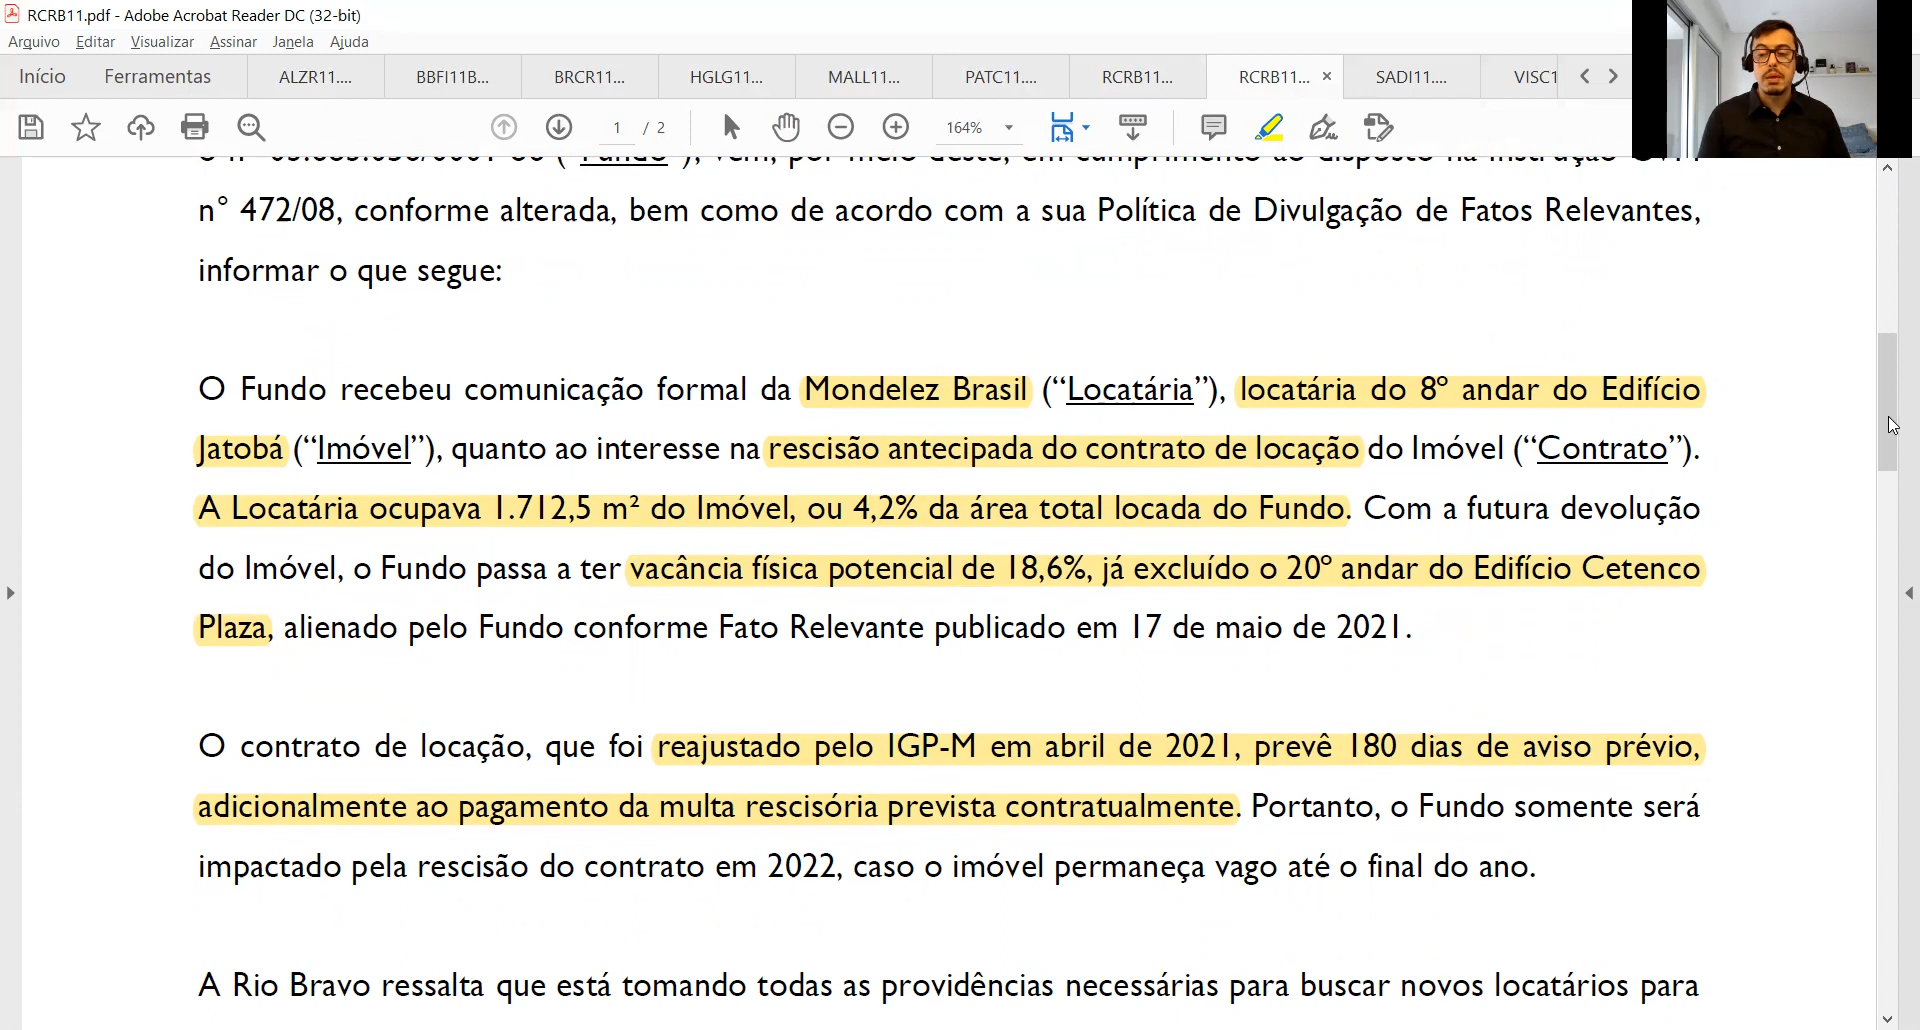 RCRB11.pdf - Adobe Acrobat Reader DC (32-bit)
Arquivo Editar Visualizar Assinar Janela Ajuda
Início Ferramentas ALZR11.... BBFI11B... BRCR11... HGLG11... MALL11... PATC11.... RCRB11... RCRB11... × SADI11.... VISC1
1 / 2 164%
informar o que segue:
n° 472/08, conforme alterada, bem como de acordo com a sua Política de Divulgação de Fatos Relevantes,
informar o que segue:
O Fundo recebeu comunicação formal da Mondelez Brasil (“Locatária”), locatária do 8º andar do Edifício
Jatobá (“Imóvel”), quanto ao interesse na rescisão antecipada do contrato de locação do Imóvel (“Contrato”).
A Locatária ocupava 1.712,5 m² do Imóvel, ou 4,2% da área total locada do Fundo. Com a futura devolução
do Imóvel, o Fundo passa a ter vacância física potencial de 18,6%, já excluído o 20º andar do Edifício Cetenco
Plaza, alienado pelo Fundo conforme Fato Relevante publicado em 17 de maio de 2021.
O contrato de locação, que foi reajustado pelo IGP-M em abril de 2021, prevê 180 dias de aviso prévio,
adicionalmente ao pagamento da multa rescisória prevista contratualmente. Portanto, o Fundo somente será
impactado pela rescisão do contrato em 2022, caso o imóvel permaneça vago até o final do ano.
A Rio Bravo ressalta que está tomando todas as providências necessárias para buscar novos locatários para